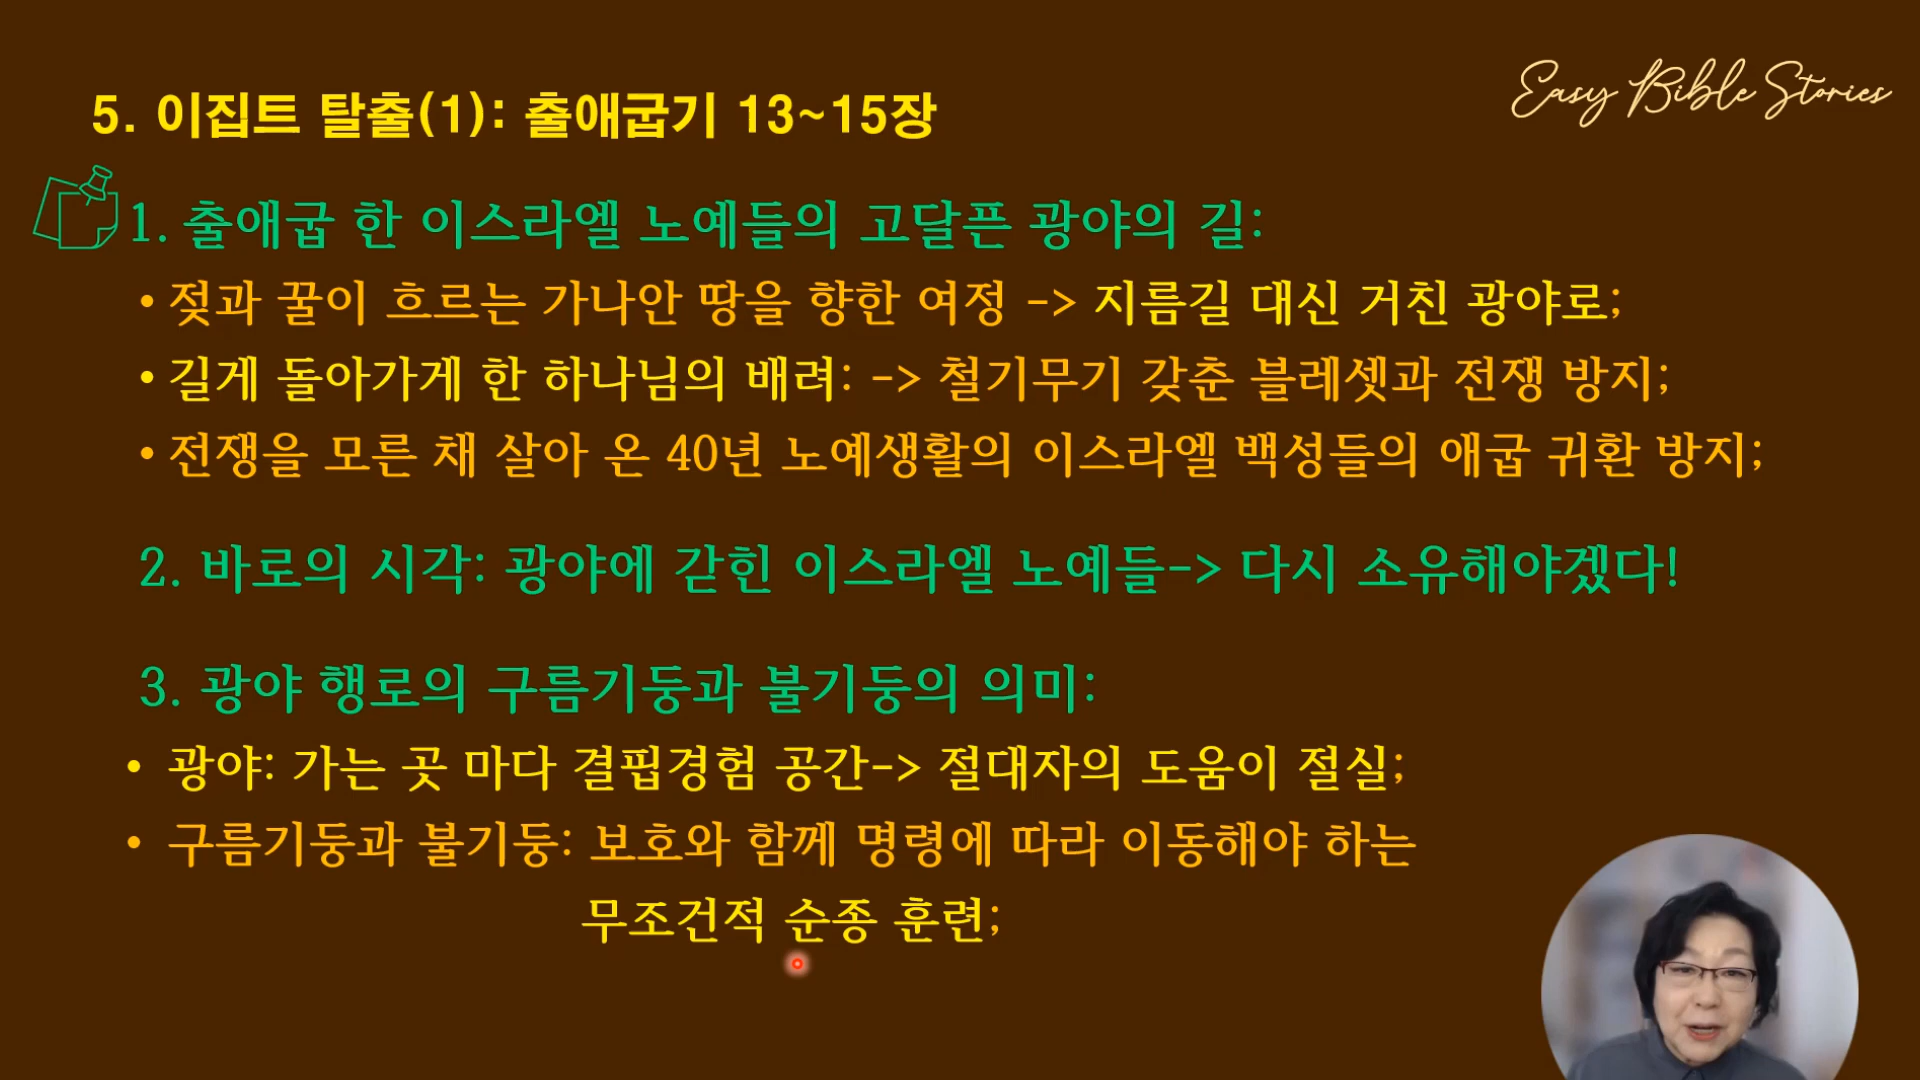 Easy Bible Stories
5. 이집트 탈출(1): 출애굽기 13~15장
1. 출애굽 한 이스라엘 노예들의 고달픈 광야의 길:
• 젖과 꿀이 흐르는 가나안 땅을 향한 여정 -> 지름길 대신 거친 광야로;
• 길게 돌아가게 한 하나님의 배려: -> 철기무기 갖춘 블레셋과 전쟁 방지;
• 전쟁을 모른 채 살아 온 40년 노예생활의 이스라엘 백성들의 애굽 귀환 방지;
2. 바로의 시각: 광야에 갇힌 이스라엘 노예들-> 다시 소유해야겠다!
3. 광야 행로의 구름기둥과 불기둥의 의미:
• 광야: 가는 곳 마다 결핍경험 공간-> 절대자의 도움이 절실;
• 구름기둥과 불기둥: 보호와 함께 명령에 따라 이동해야 하는
무조건적 순종 훈련;